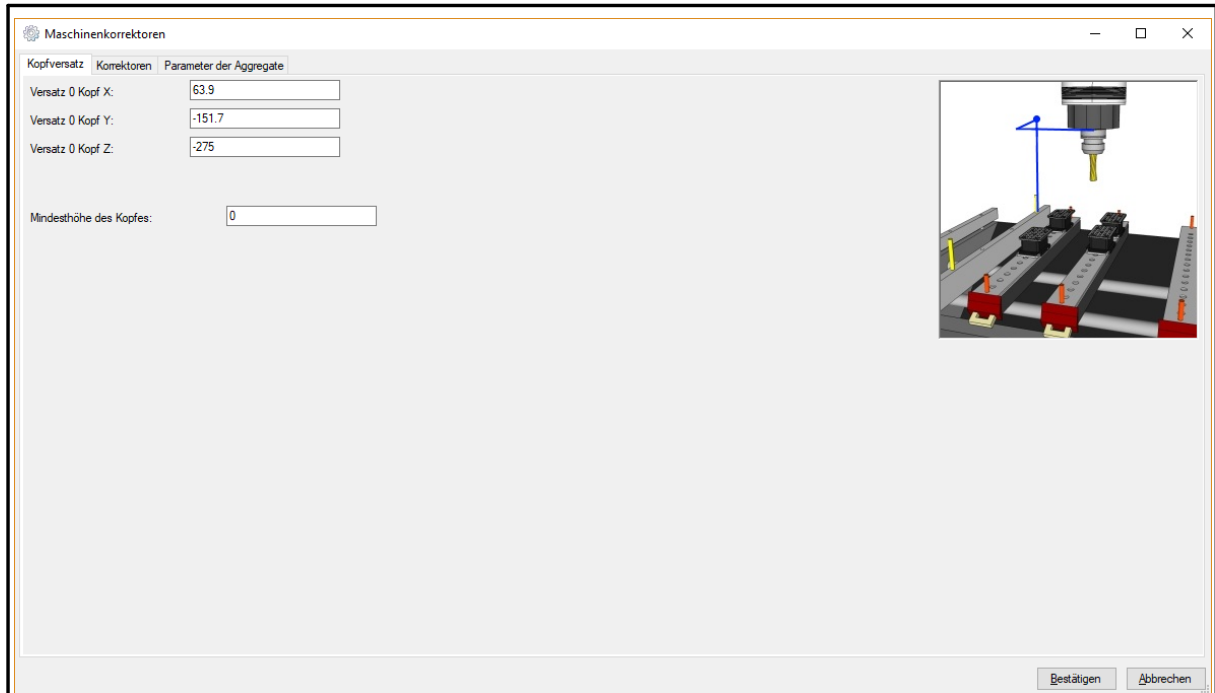 Maschinenkorrektoren
Kopfversatz Korrektoren Parameter der Aggregate
Versatz 0 Kopf X: 63.9
Versatz 0 Kopf Y: -151.7
Versatz 0 Kopf Z: -275
Mindesthöhe des Kopfes: 0
Bestätigen Abbrechen